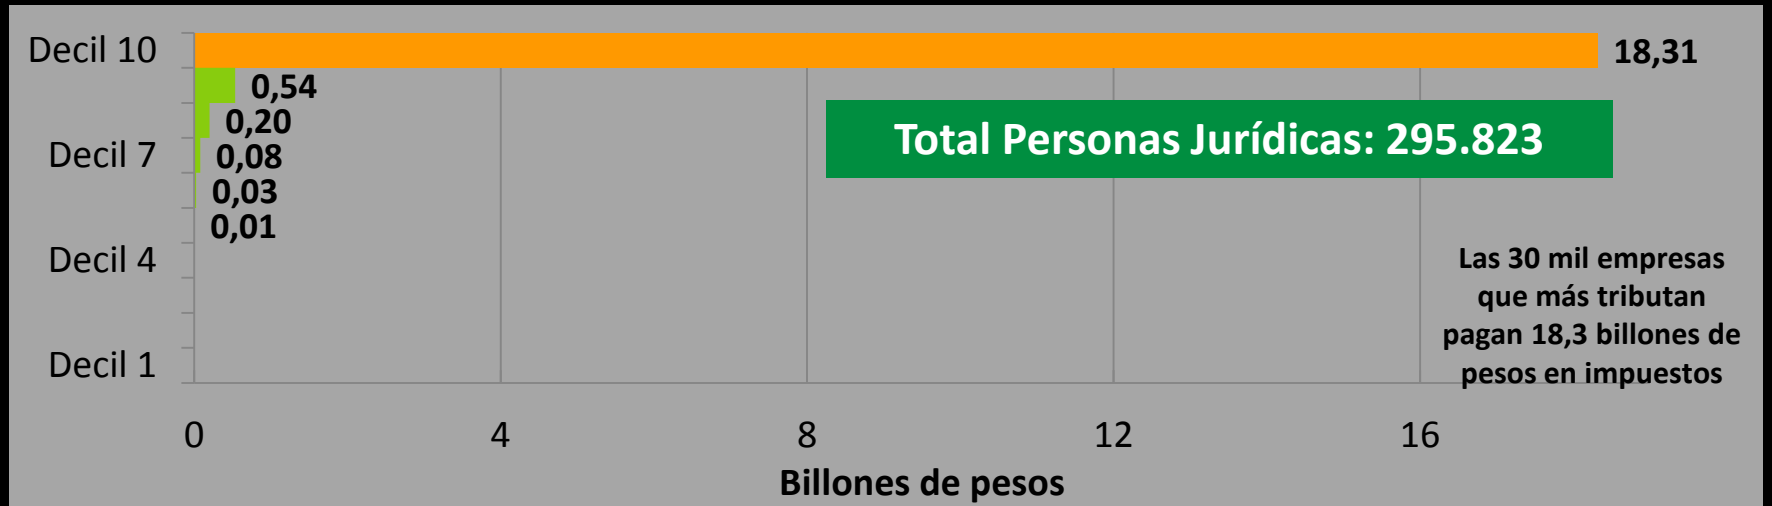 Decil 10
18,31
0,54
0,20
Decil 7
0,08
0,03
0,01
Decil 4
Decil 1
Total Personas Jurídicas: 295.823
Las 30 mil empresas
que más tributan
pagan 18,3 billones de
pesos en impuestos
0
4
8
12
16
Billones de pesos